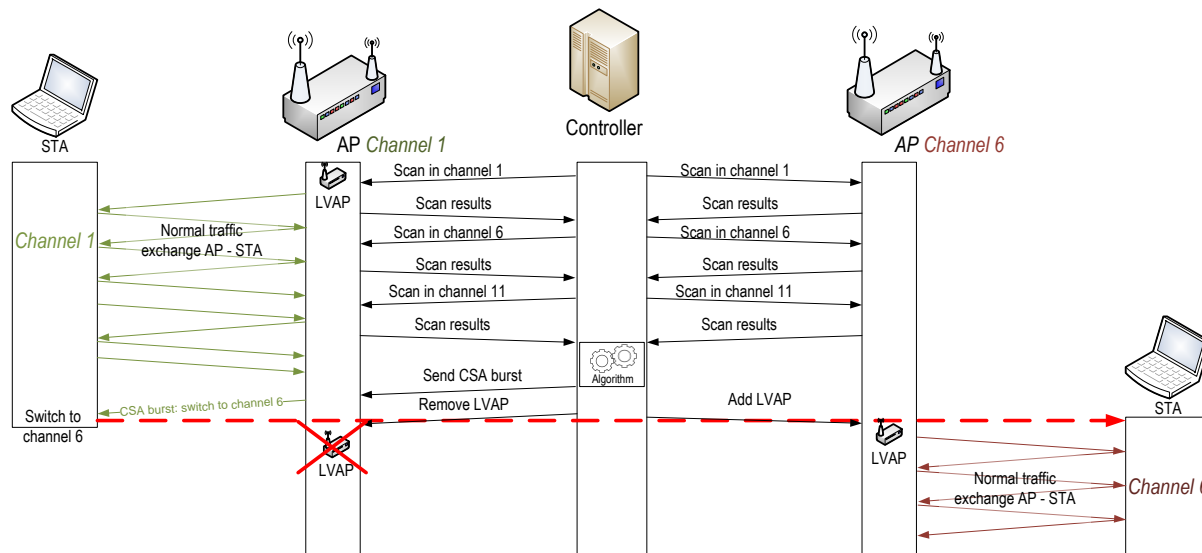 STA
AP Channel 1
Controller
AP Channel 6
LVAP
Scan in channel 1
Scan in channel 1
Scan results
Scan results
Channel 1
Normal traffic
exchange AP - STA
Scan in channel 6
Scan in channel 6
Scan results
Scan results
Scan in channel 11
Scan in channel 11
Scan results
Scan results
Algorithm
Send CSA burst
CSA burst: switch to channel 6
Remove LVAP
Add LVAP
STA
Switch to
channel 6
LVAP
LVAP
Normal traffic
exchange AP - STA
Channel 6